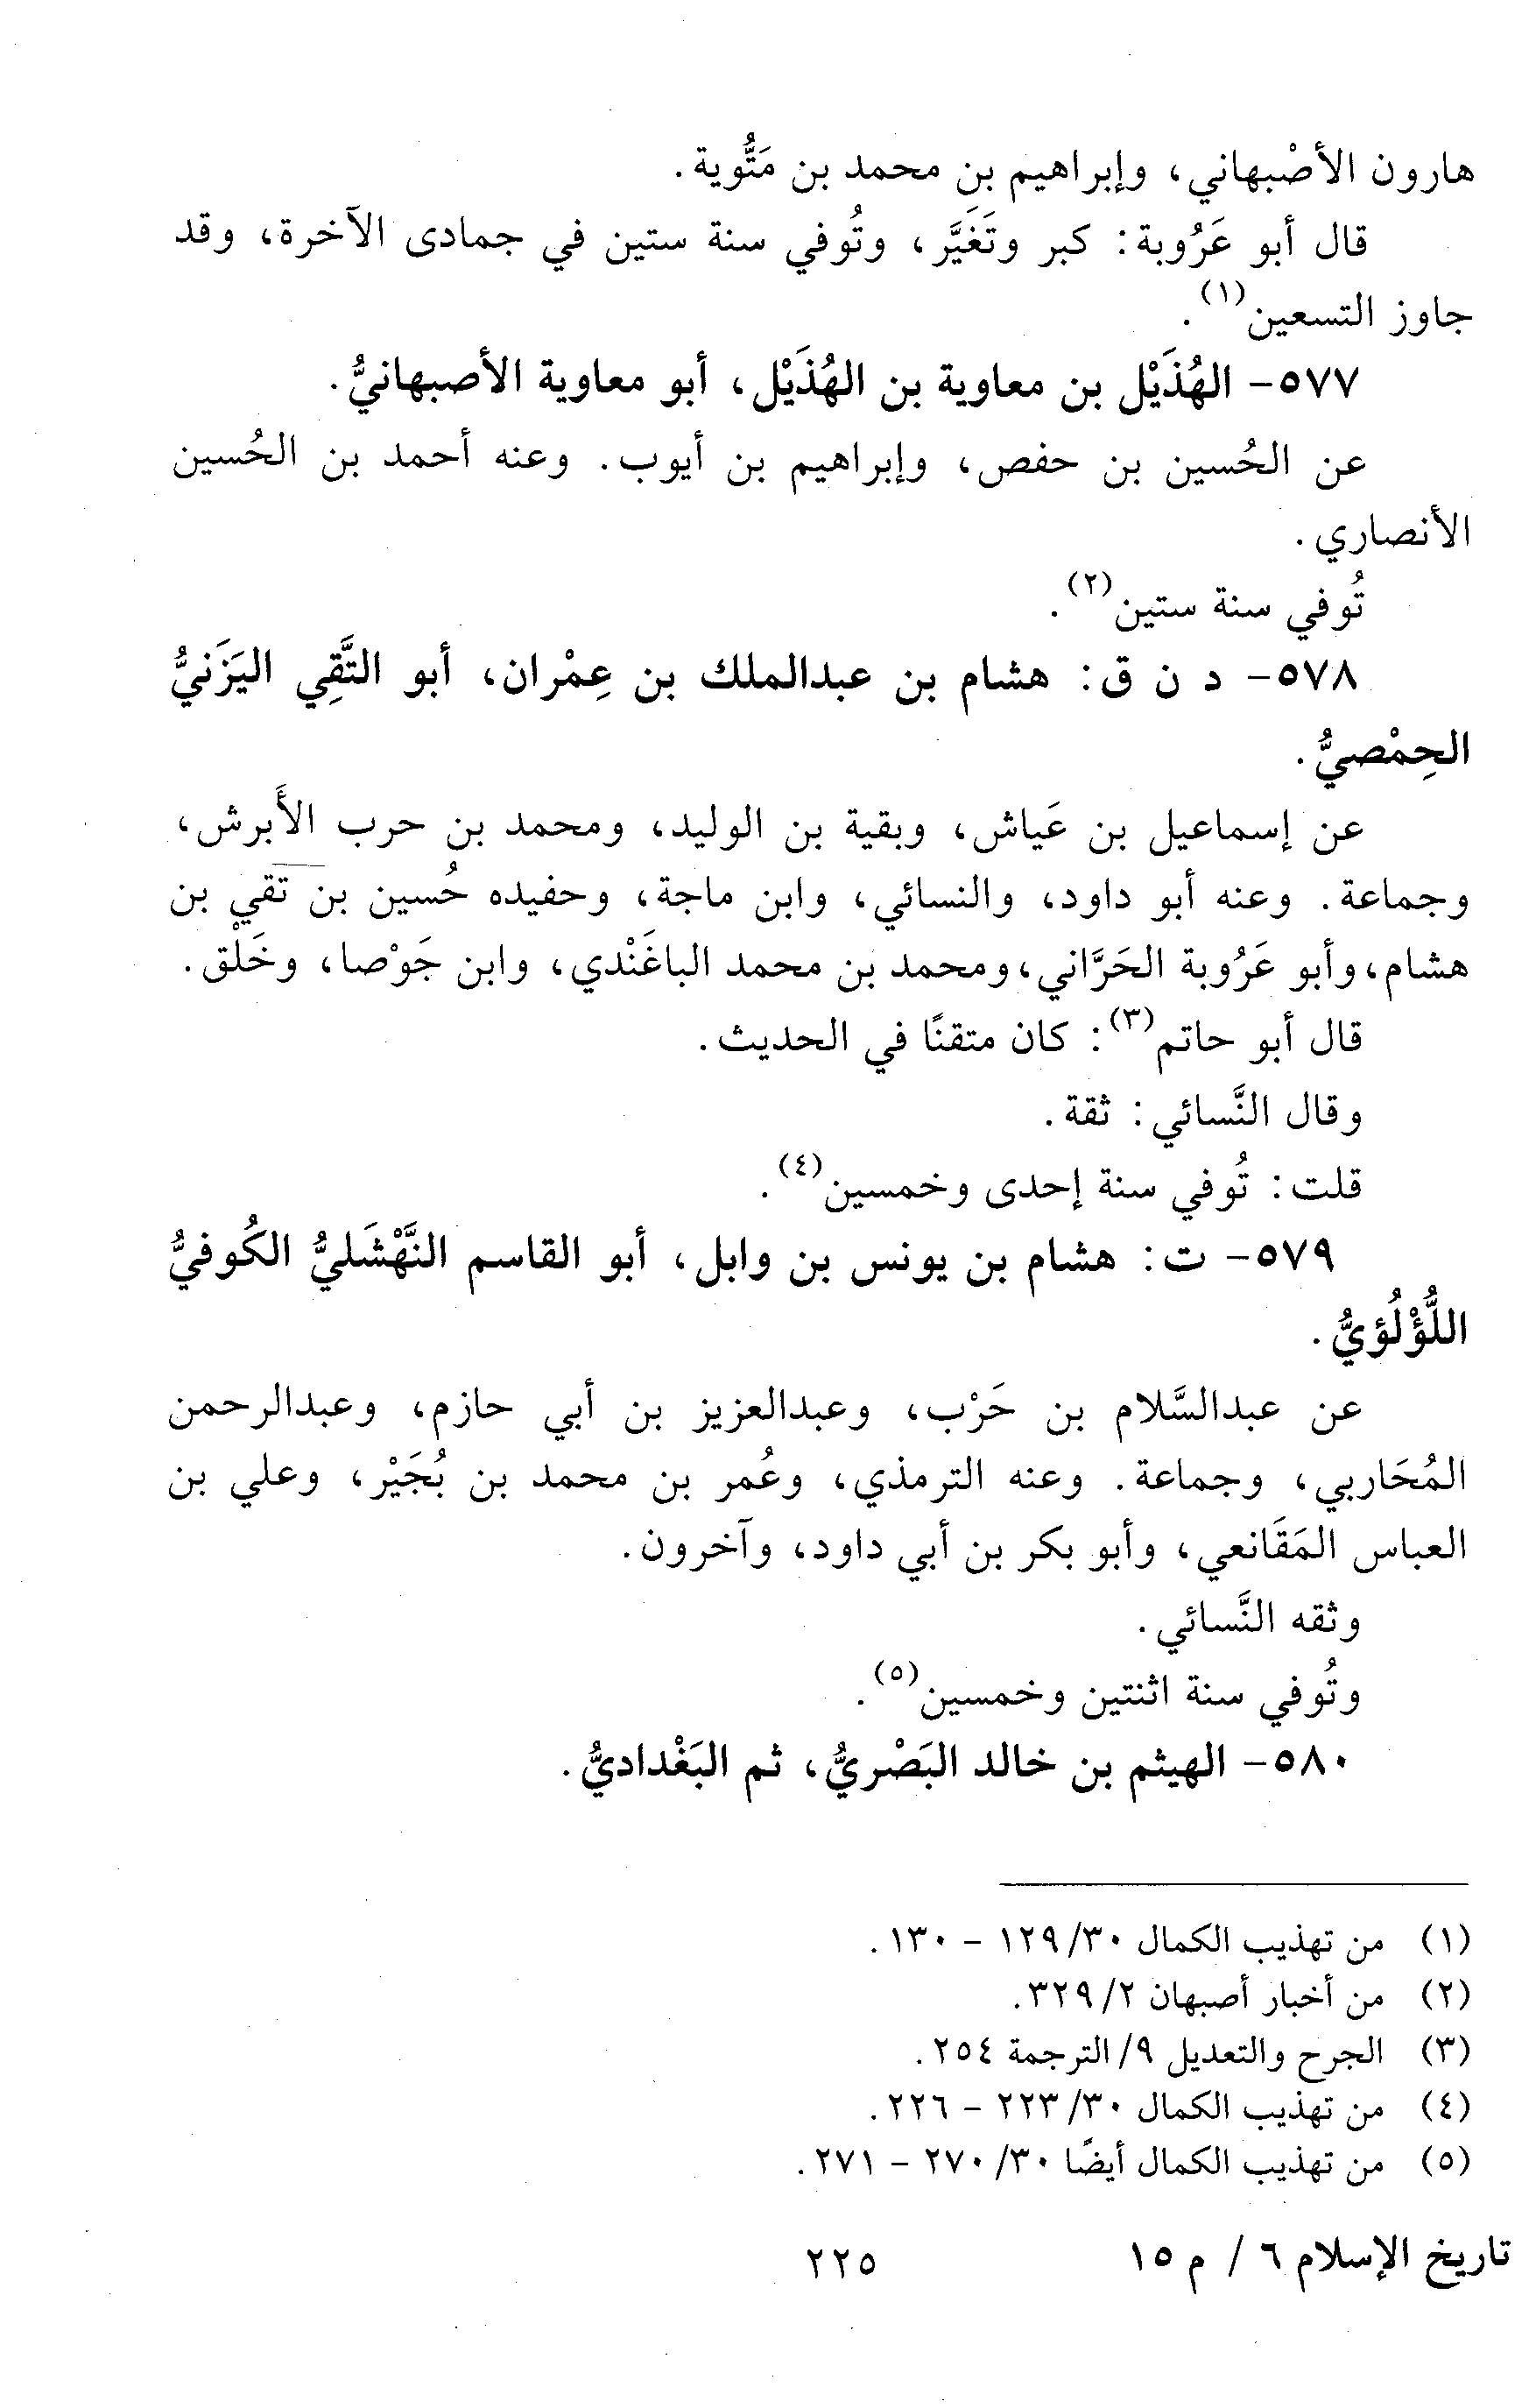 هارون الأصْبهاني، وإبراهيم بن محمد بن مَتُّوية.
قال أبو عَرُوبة: كبر وتَغَيَّر، وتُوفي سنة ستين في جمادى الآخرة، وقد
جاوز التسعين(١).
٥٧٧- الهُذَيْل بن معاوية بن الهُذَيْل، أبو معاوية الأصبهانيُّ.
عن الحُسين بن حفص، وإبراهيم بن أيوب. وعنه أحمد بن الحُسين
الأنصاري.
تُوفي سنة ستين(٢).
٥٧٨- د ن ق: هشام بن عبدالملك بن عِمْران، أبو التَّقِي اليَزَنيُّ
الحِمْصيُّ.
عن إسماعيل بن عَياش، وبقية بن الوليد، ومحمد بن حرب الأَبرش،
وجماعة. وعنه أبو داود، والنسائي، وابن ماجة، وحفيده حُسين بن تَقي بن
هشام، وأبو عَرُوبة الحَرَّاني، ومحمد بن محمد الباغَنْدي، وابن جَوْصا، وخَلْق.
قال أبو حاتم(٣): كان متقنًا في الحديث.
وقال النَّسائي: ثقة.
قلت: تُوفي سنة إحدى وخمسين(٤).
٥٧٩- ت: هشام بن يونس بن وابل، أبو القاسم النَّهْشَليُّ الكُوفيُّ
اللُّؤْلُؤيُّ.
عن عبدالسَّلام بن حَرْب، وعبدالعزيز بن أبي حازم، وعبدالرحمن
المُحَاربي، وجماعة. وعنه الترمذي، وعُمر بن محمد بن بُجَيْر، وعلي بن
العباس المَقَانعي، وأبو بكر بن أبي داود، وآخرون.
وثقه النَّسائي.
وتُوفي سنة اثنتين وخمسين(٥).
٥٨٠- الهيثم بن خالد البَصْريُّ، ثم البَغْداديُّ.
(١) من تهذيب الكمال ٣٠/ ١٢٩ - ١٣٠.
(٢) من أخبار أصبهان ٢/ ٣٢٩.
(٣) الجرح والتعديل ٩/ الترجمة ٢٥٤.
(٤) من تهذيب الكمال ٣٠/ ٢٢٣ - ٢٢٦.
(٥) من تهذيب الكمال أيضًا ٣٠/ ٢٧٠ - ٢٧١.
تاريخ الإسلام ٦ / م ١٥
٢٢٥